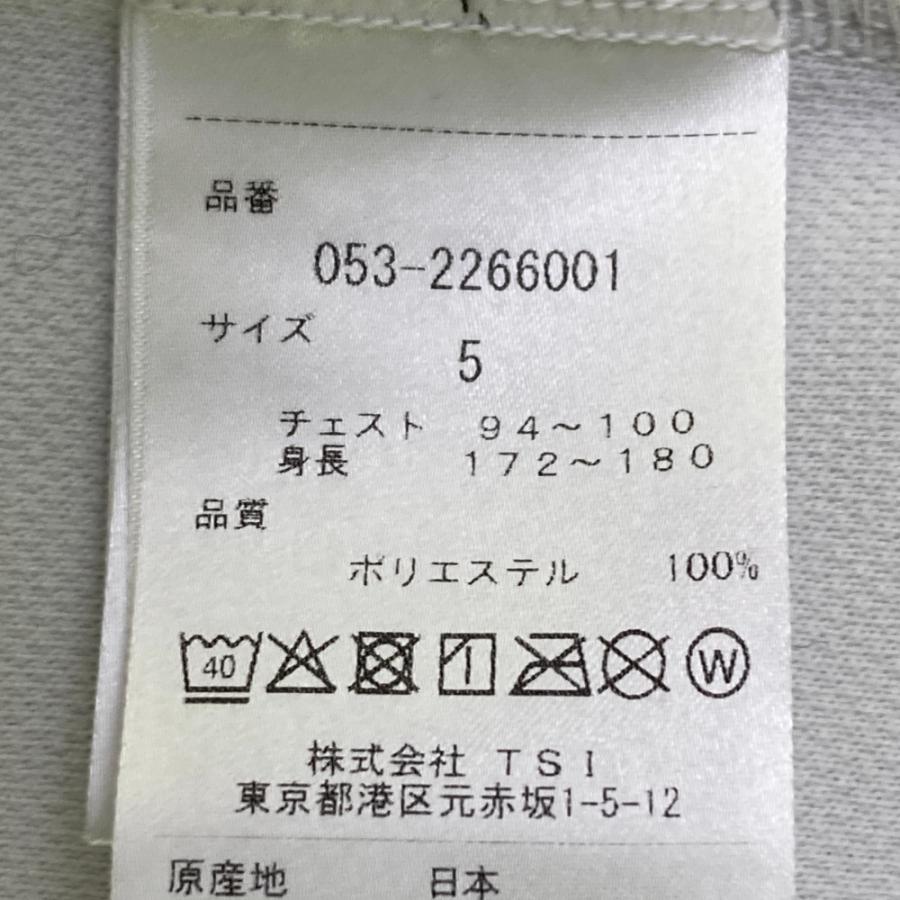 品番
053-2266001
サイズ
5
チェスト 94～100
身長 172～180
品質
ポリエステル 100%
40 W
株式会社 TSI
東京都港区元赤坂1-5-12
原産地 日本